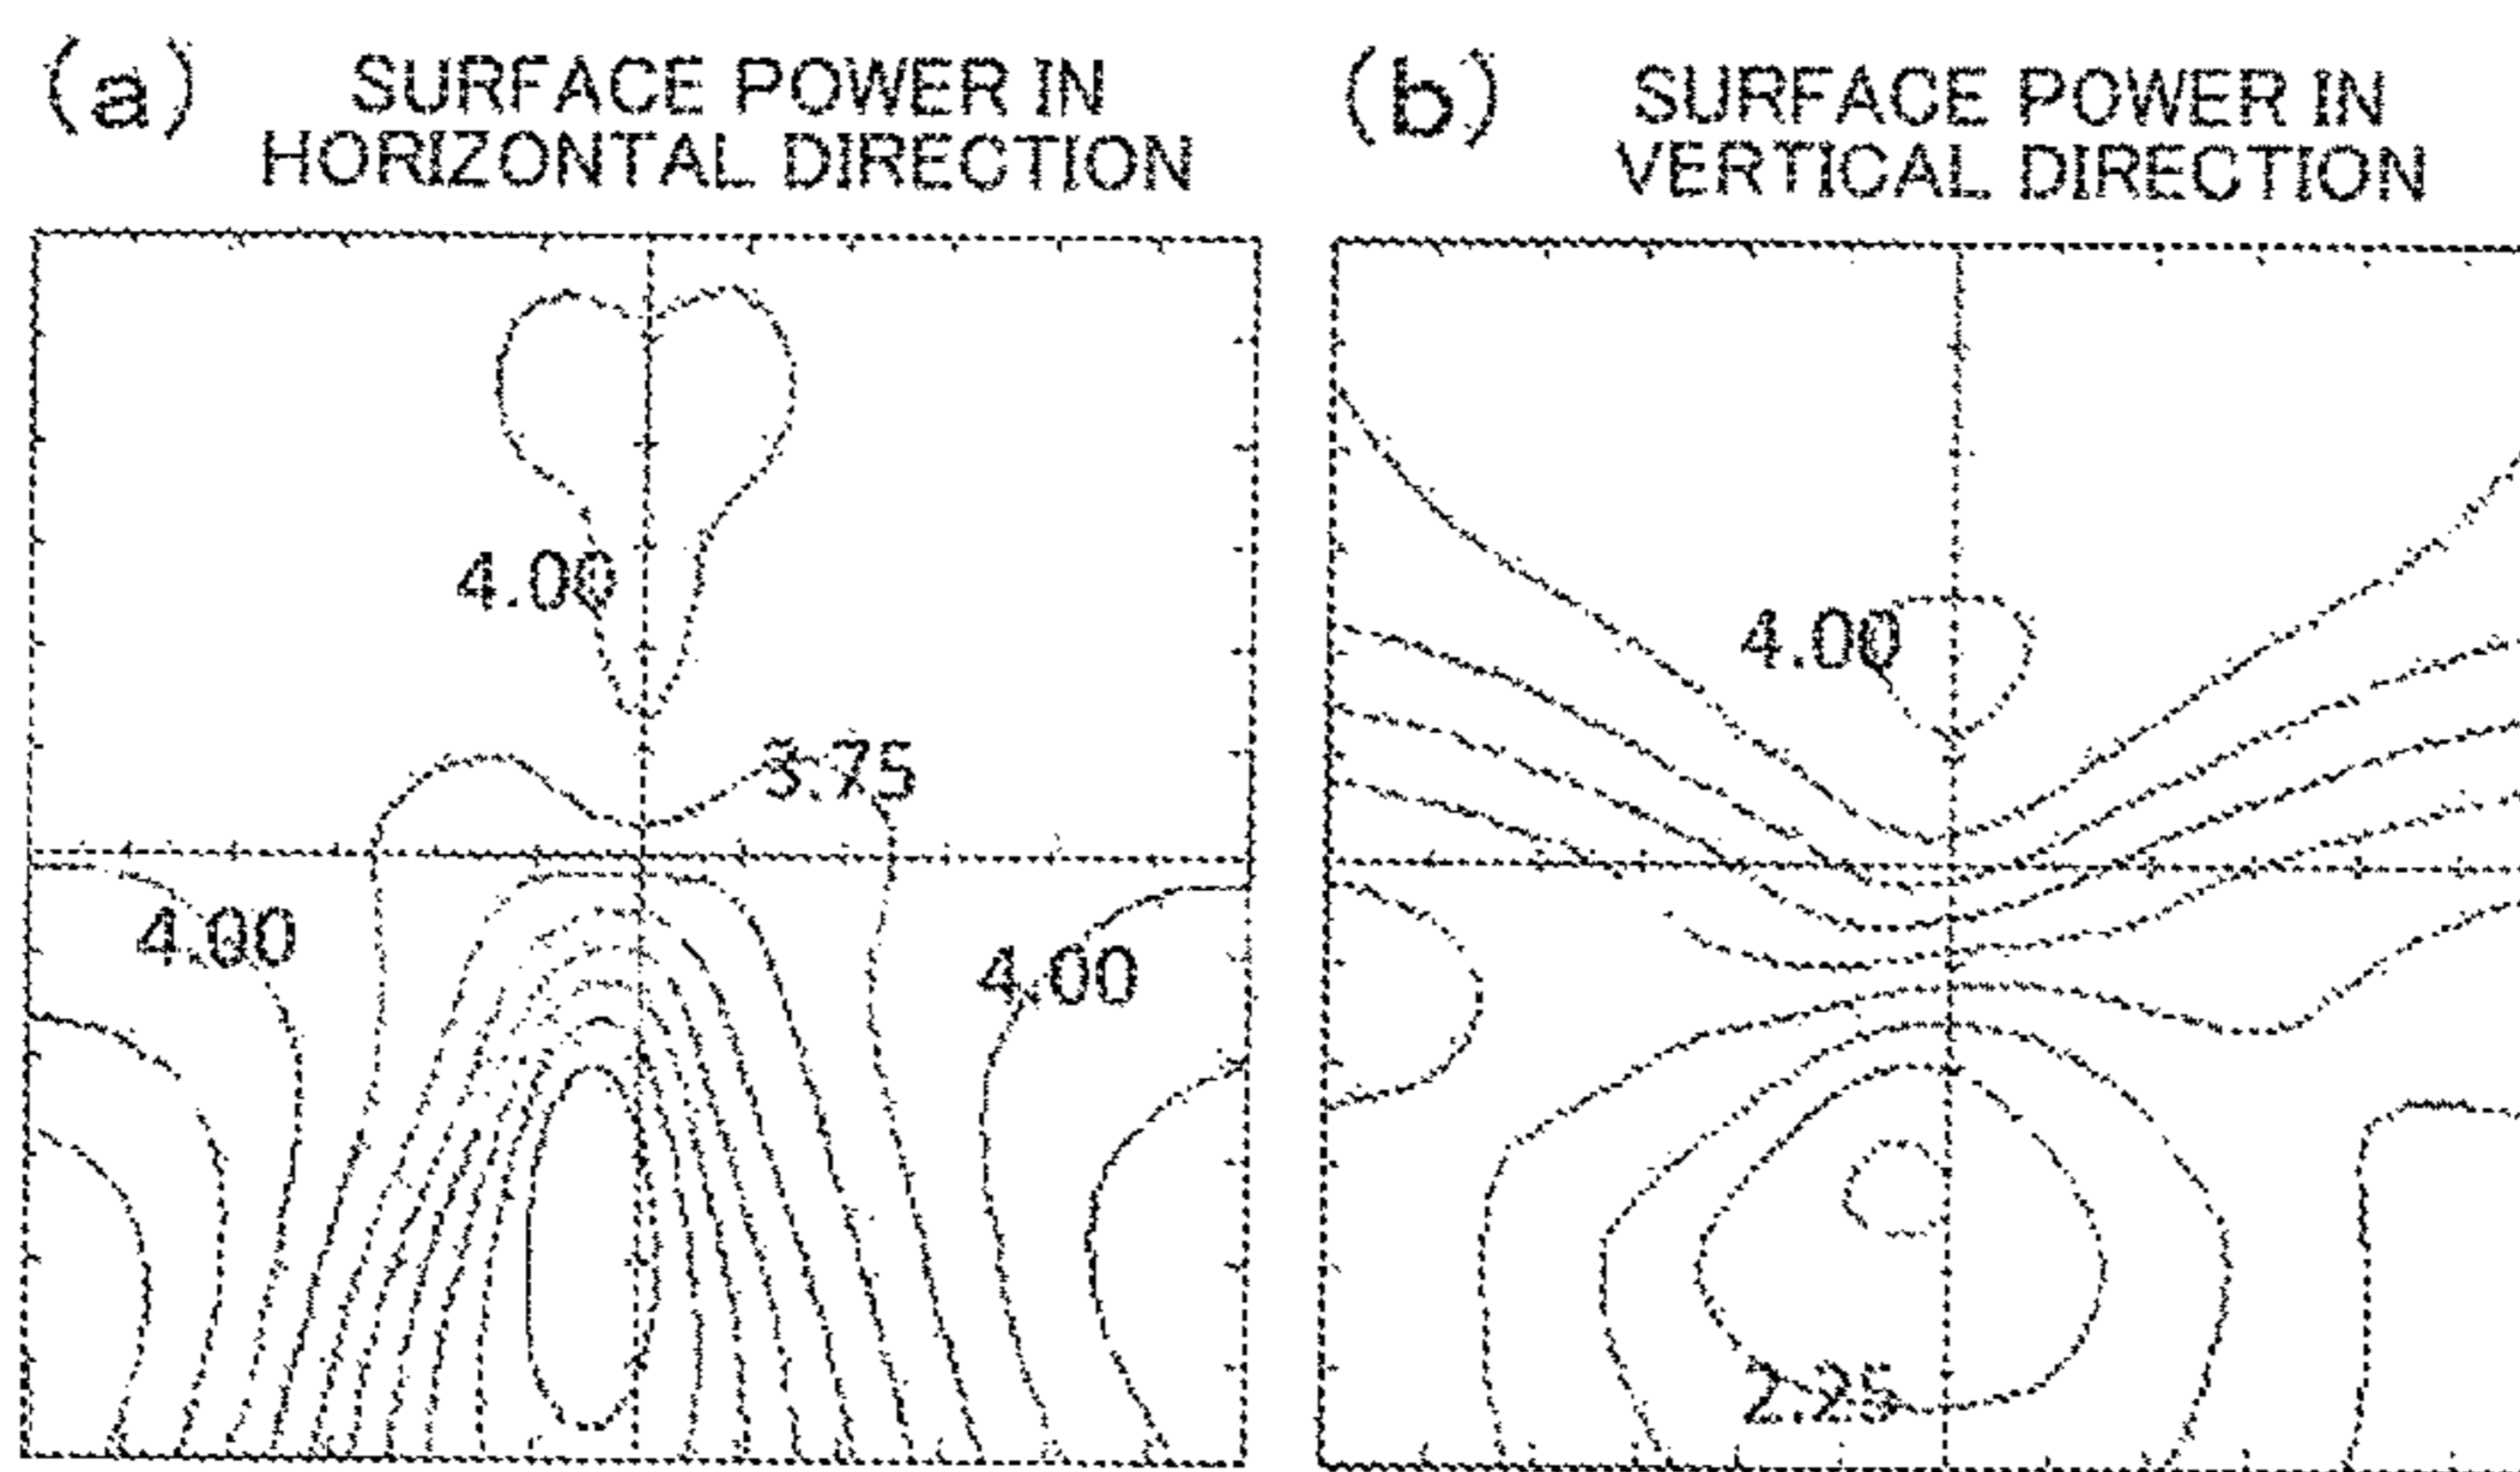 (a) SURFACE POWER IN
HORIZONTAL DIRECTION
4.00
3.75
4.00
4.00
(b) SURFACE POWER IN
VERTICAL DIRECTION
4.00
2.25